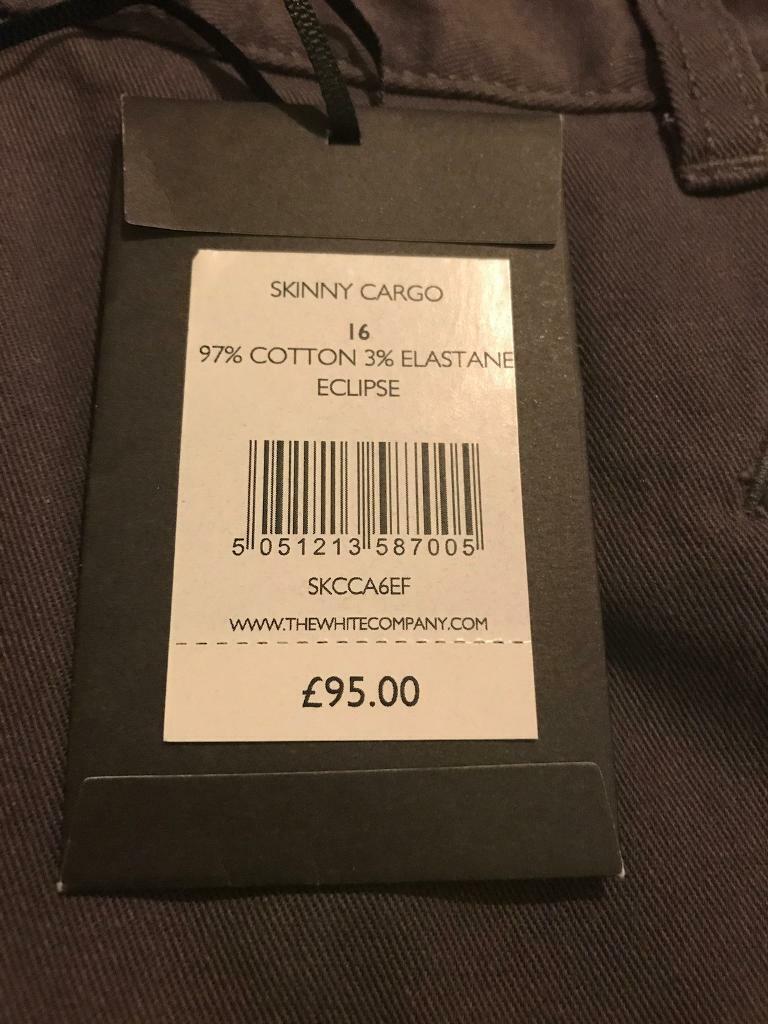 SKINNY CARGO
16
97% COTTON 3% ELASTANE
ECLIPSE
5 051213 587005
SKCCA6EF
WWW.THEWHITECOMPANY.COM
£95.00